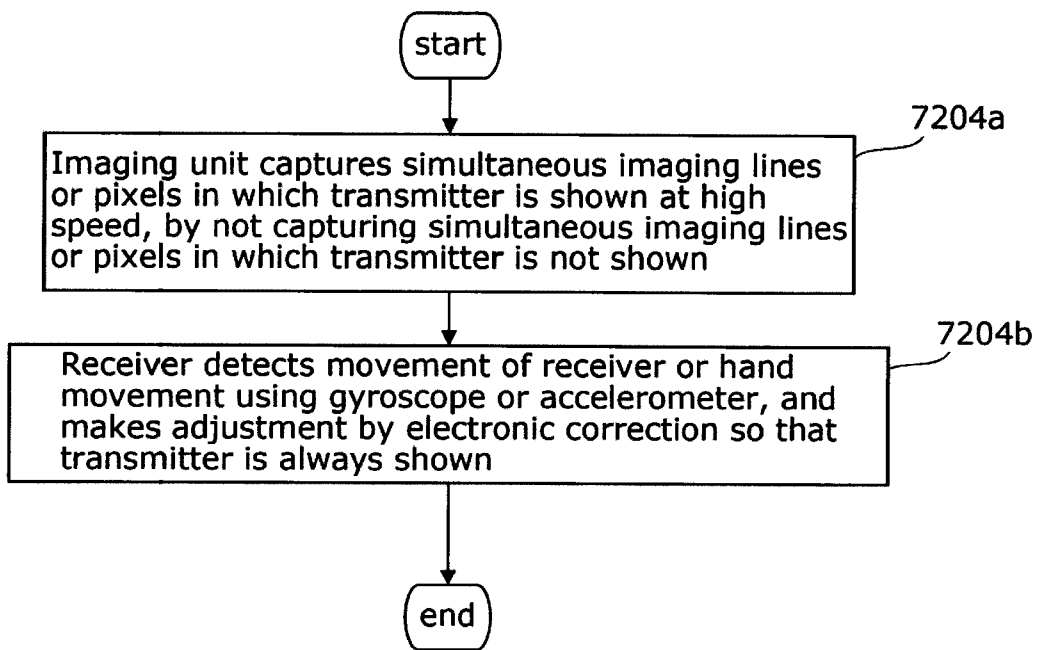 start
7204a
Imaging unit captures simultaneous imaging lines
or pixels in which transmitter is shown at high
speed, by not capturing simultaneous imaging lines
or pixels in which transmitter is not shown
7204b
Receiver detects movement of receiver or hand
movement using gyroscope or accelerometer, and
makes adjustment by electronic correction so that
transmitter is always shown
end